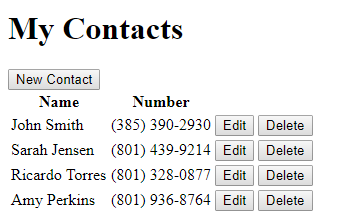 My Contacts
New Contact
Name Number
John Smith (385) 390-2930 Edit Delete
Sarah Jensen (801) 439-9214 Edit Delete
Ricardo Torres (801) 328-0877 Edit Delete
Amy Perkins (801) 936-8764 Edit Delete